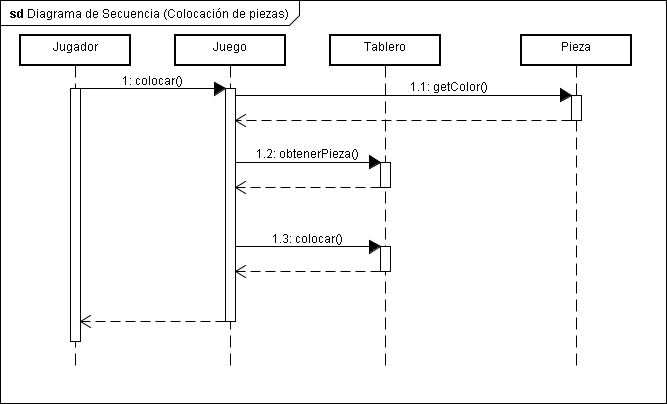 sd Diagrama de Secuencia (Colocación de piezas)
Jugador
Juego
Tablero
Pieza
1: colocar()
1.1: getColor()
1.2: obtenerPieza()
1.3: colocar()